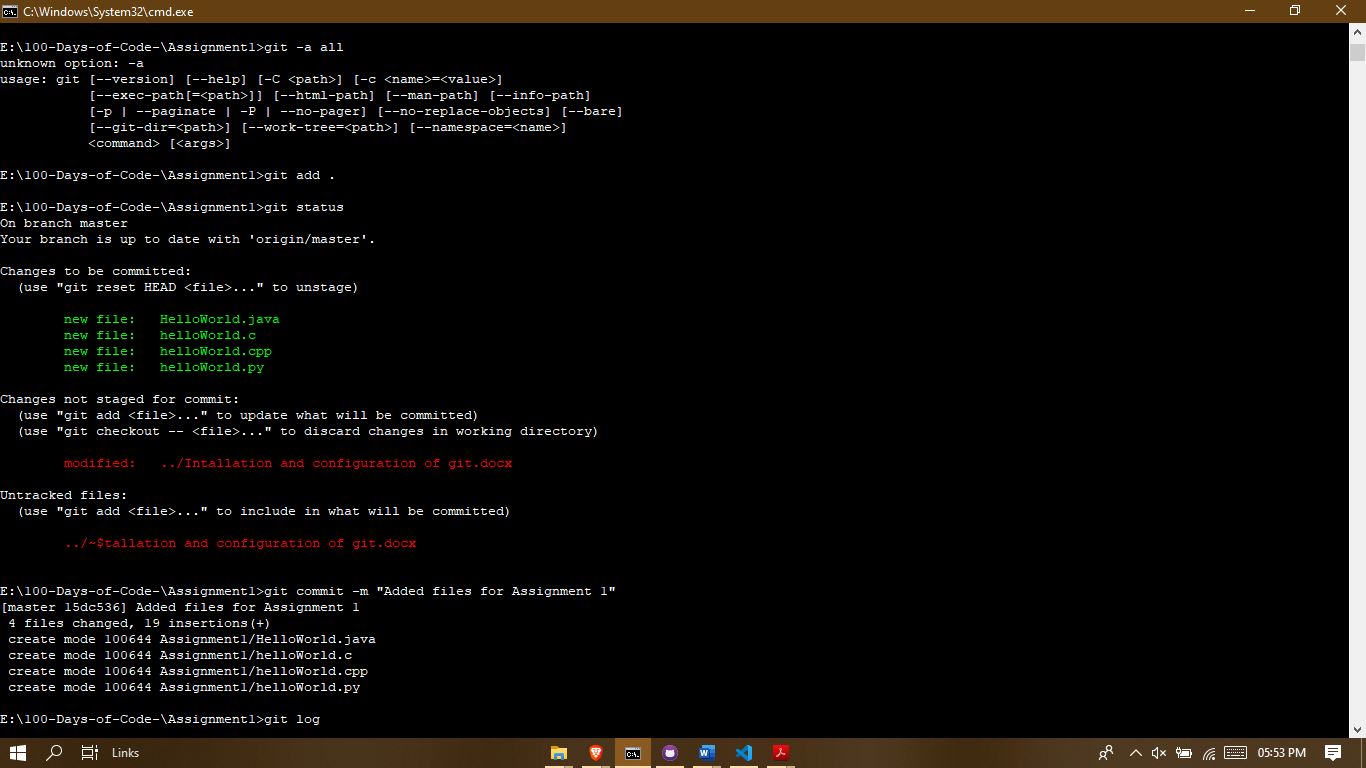 C:\Windows\System32\cmd.exe
E:\100-Days-of-Code-\Assignment1>git -a all
unknown option: -a
usage: git [--version] [--help] [-C <path>] [-c <name>=<value>]
           [--exec-path[=<path>]] [--html-path] [--man-path] [--info-path]
           [-p | --paginate | -P | --no-pager] [--no-replace-objects] [--bare]
           [--git-dir=<path>] [--work-tree=<path>] [--namespace=<name>]
           <command> [<args>]
E:\100-Days-of-Code-\Assignment1>git add .
E:\100-Days-of-Code-\Assignment1>git status
On branch master
Your branch is up to date with 'origin/master'.
Changes to be committed:
  (use "git reset HEAD <file>..." to unstage)
        new file:   HelloWorld.java
        new file:   helloWorld.c
        new file:   helloWorld.cpp
        new file:   helloWorld.py
Changes not staged for commit:
  (use "git add <file>..." to update what will be committed)
  (use "git checkout -- <file>..." to discard changes in working directory)
        modified:   ../Intallation and configuration of git.docx
Untracked files:
  (use "git add <file>..." to include in what will be committed)
        ../~$tallation and configuration of git.docx
E:\100-Days-of-Code-\Assignment1>git commit -m "Added files for Assignment 1"
[master 15dc536] Added files for Assignment 1
 4 files changed, 19 insertions(+)
 create mode 100644 Assignment1/HelloWorld.java
 create mode 100644 Assignment1/helloWorld.c
 create mode 100644 Assignment1/helloWorld.cpp
 create mode 100644 Assignment1/helloWorld.py
E:\100-Days-of-Code-\Assignment1>git log
Links
05:53 PM